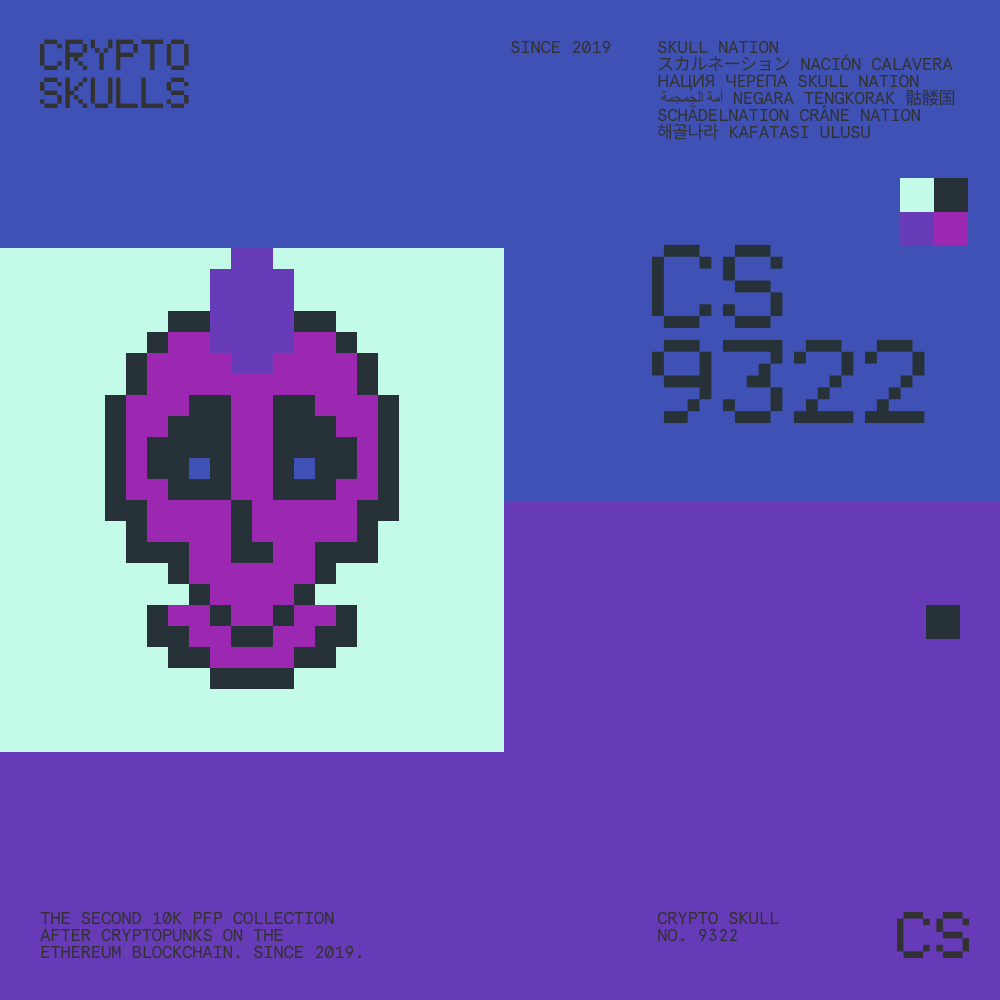 CRYPTO
SKULLS
SINCE 2019
SKULL NATION
スカルネーション NACIÓN CALAVERA
НАЦИЯ ЧЕРЕПА SKULL NATION
أمة الجمجمة NEGARA TENGKORAK 骷髅国
SCHÄDELNATION CRÂNE NATION
해골나라 KAFATASI ULUSU
CS
9322
THE SECOND 10K PFP COLLECTION
AFTER CRYPTOPUNKS ON THE
ETHEREUM BLOCKCHAIN. SINCE 2019.
CRYPTO SKULL
NO. 9322
CS